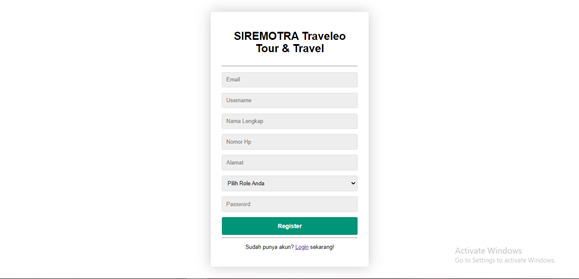 SIREMOTRA Traveleo
Tour & Travel
Email
Username
Nama Lengkap
Nomor Hp
Alamat
Pilih Role Anda
Password
Register
Sudah punya akun? Login sekarang!
Activate Windows
Go to Settings to activate Windows.